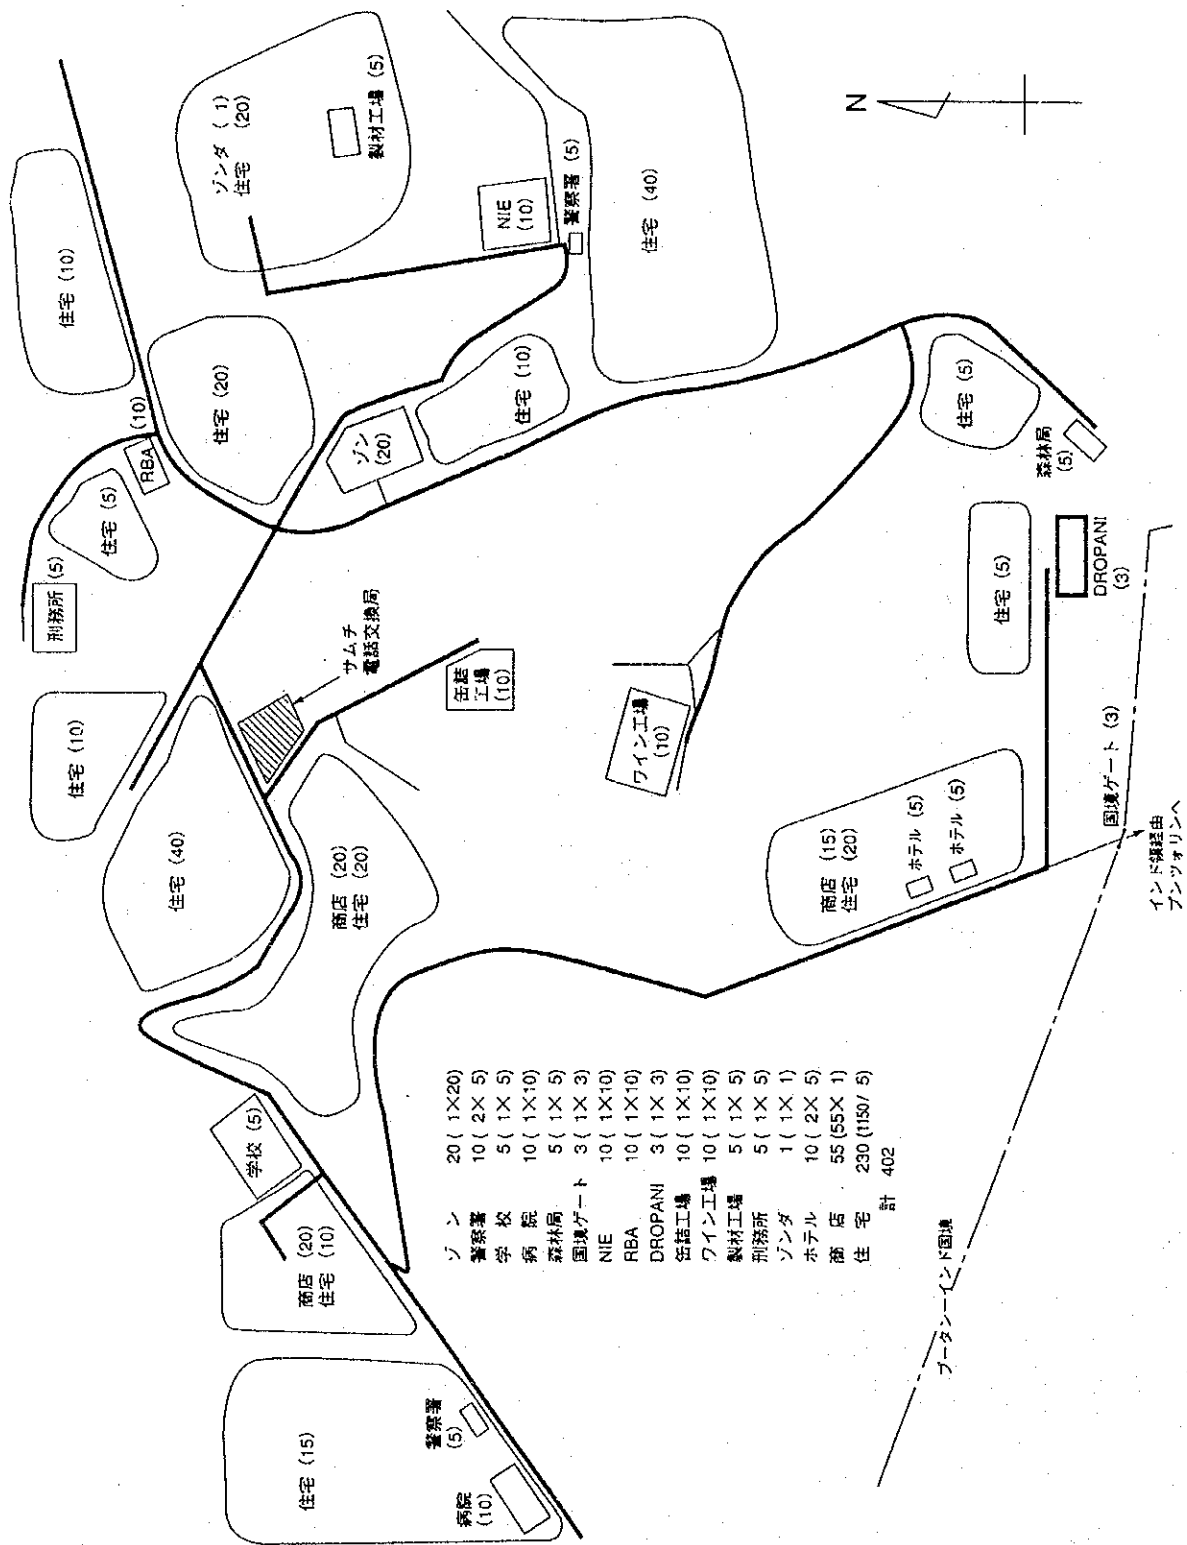 住宅 (15)
病院
(10)
警察署
(5)
商店 (20)
住宅 (10)
学校 (5)
住宅 (40)
商店 (20)
住宅 (20)
住宅 (10)
サムチ
電話交換局
缶詰
工場
(10)
刑務所 (5)
住宅 (5)
RBA (10)
住宅 (10)
住宅 (20)
ゾン
(20)
住宅 (10)
ゾンダ ( 1)
住宅 (20)
製材工場 (5)
NIE
(10)
警察署 (5)
住宅 (40)
ワイン工場
(10)
商店 (15)
住宅 (20)
ホテル (5)
ホテル (5)
住宅 (5)
森林局
(5)
住宅 (5)
DROPANI
(3)
国境ゲート (3)
インド領経由
プンツォリンへ
ブータン―インド国境
N
ゾン 20 ( 1×20)
警察署 10 ( 2× 5)
学校 5 ( 1× 5)
病院 10 ( 1×10)
森林局 5 ( 1× 5)
国境ゲート 3 ( 1× 3)
NIE 10 ( 1×10)
RBA 10 ( 1×10)
DROPANI 3 ( 1× 3)
缶詰工場 10 ( 1×10)
ワイン工場 10 ( 1×10)
製材工場 5 ( 1× 5)
刑務所 5 ( 1× 5)
ゾンダ 1 ( 1× 1)
ホテル 10 ( 2× 5)
商店 55 (55× 1)
住宅 230 (1150/ 5)
計 402